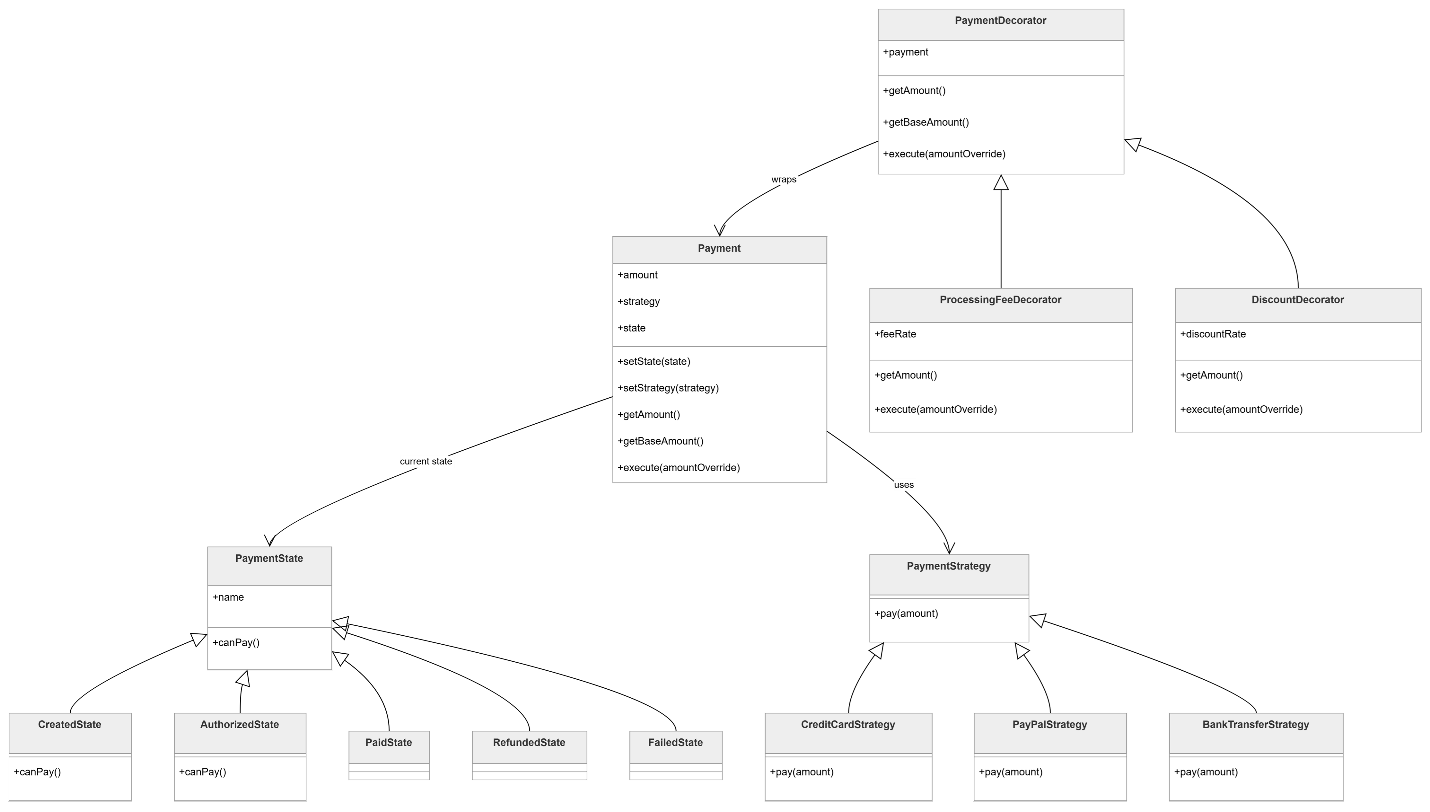 PaymentDecorator
+payment
+getAmount()
+getBaseAmount()
+execute(amountOverride)
wraps
Payment
+amount
+strategy
+state
+setState(state)
+setStrategy(strategy)
+getAmount()
+getBaseAmount()
+execute(amountOverride)
ProcessingFeeDecorator
+feeRate
+getAmount()
+execute(amountOverride)
DiscountDecorator
+discountRate
+getAmount()
+execute(amountOverride)
current state
uses
PaymentState
+name
+canPay()
PaymentStrategy
+pay(amount)
CreatedState
+canPay()
AuthorizedState
+canPay()
PaidState
RefundedState
FailedState
CreditCardStrategy
+pay(amount)
PayPalStrategy
+pay(amount)
BankTransferStrategy
+pay(amount)